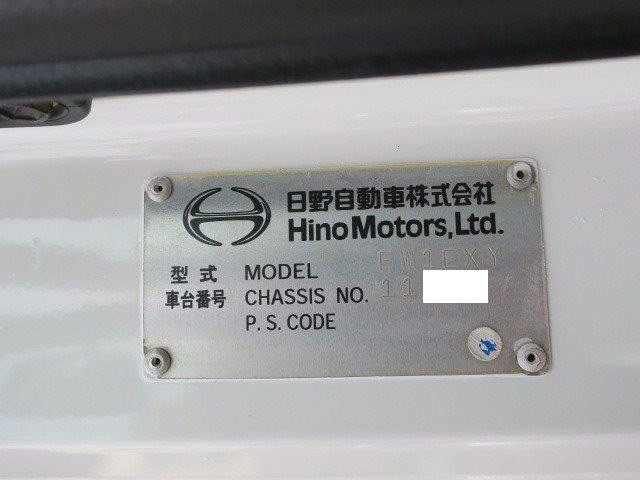 日野自動車株式会社
Hino Motors, Ltd.
型式 MODEL FW1EXY
車台番号 CHASSIS NO. 11
P.S. CODE